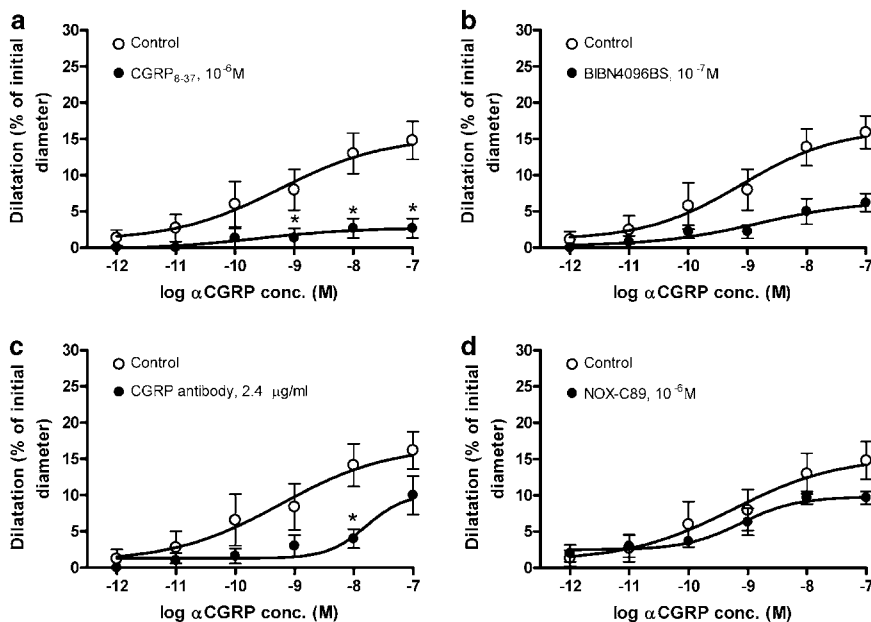 a
30
25
20
15
10
5
0
Control
CGRP8-37, 10-6M
*
*
*
Dilatation (% of initial
diameter)
-12 -11 -10 -9 -8 -7
log αCGRP conc. (M)
b
30
25
20
15
10
5
0
Control
BIBN4096BS, 10-7M
Dilatation (% of initial
diameter)
-12 -11 -10 -9 -8 -7
log αCGRP conc. (M)
c
30
25
20
15
10
5
0
Control
CGRP antibody, 2.4 μg/ml
*
Dilatation (% of initial
diameter)
-12 -11 -10 -9 -8 -7
log αCGRP conc. (M)
d
30
25
20
15
10
5
0
Control
NOX-C89, 10-6M
Dilatation (% of initial
diameter)
-12 -11 -10 -9 -8 -7
log αCGRP conc. (M)